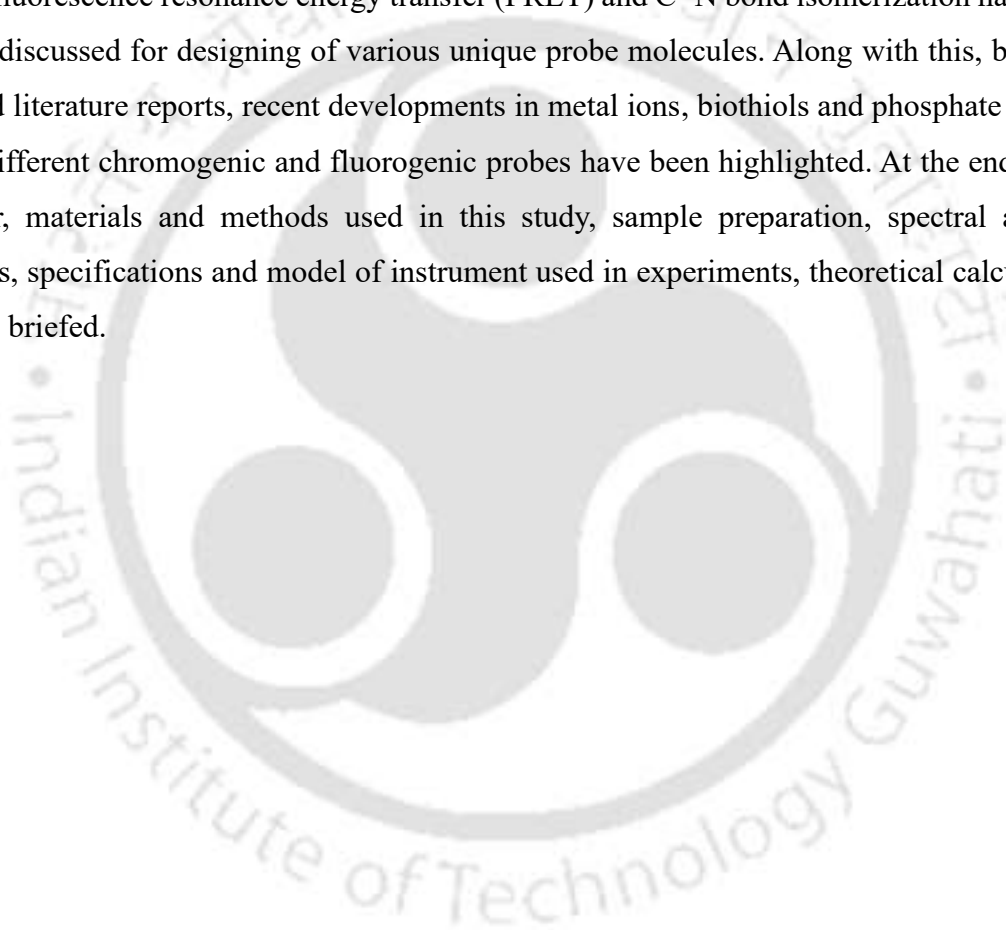 fluorescence resonance energy transfer (FRET) and C N bond isomerization
discussed for designing of various unique probe molecules. Along with this,
literature reports, recent developments in metal ions, biothiols and phosphate
ifferent chromogenic and fluorogenic probes have been highlighted. At the
, materials and methods used in this study, sample preparation, spectral
s, specifications and model of instrument used in experiments, theoretical
briefed.
Indian Institute of Technology Guwahati